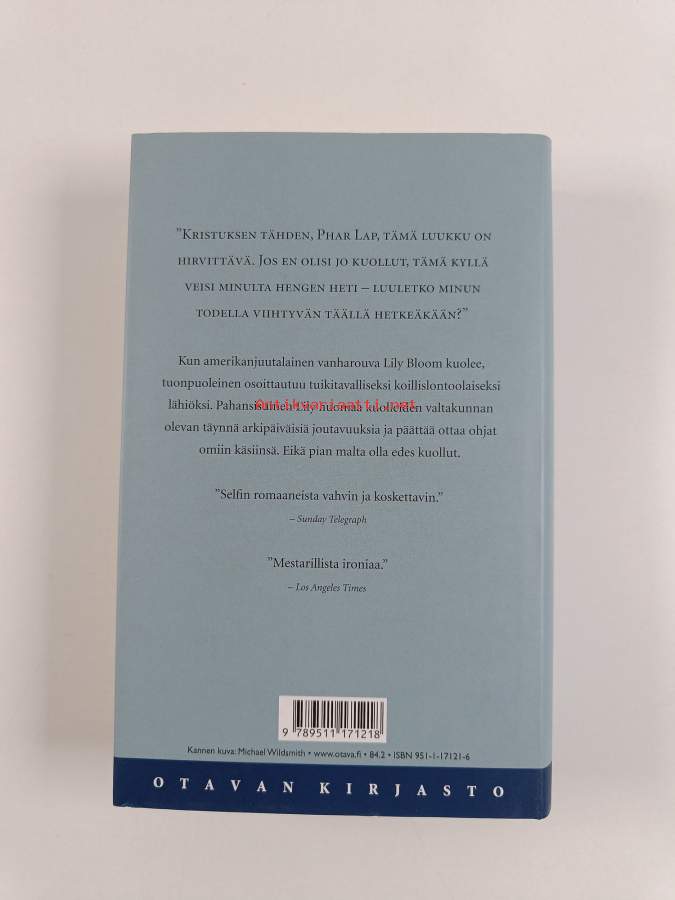 ”Kristuksen tähden, Phar Lap, tämä luukku on
hirvittävä. Jos en olisi jo kuollut, tämä kyllä
veisi minulta hengen heti – luuletko minun
todella viihtyvän täällä hetkeäkään?”
Kun amerikanjuutalainen vanharouva Lily Bloom kuolee,
tuonpuoleinen osoittautuu tuikitavalliseksi koillislontoolaiseksi
lähiöksi. Pahansisuinen Lily huomaa kuolleiden valtakunnan
Antikvariaatti.net
olevan täynnä arkipäiväisiä joutavuuksia ja päättää ottaa ohjat
omiin käsiinsä. Eikä pian malta olla edes kuollut.
”Selfin romaaneista vahvin ja koskettavin.”
– Sunday Telegraph
”Mestarillista ironiaa.”
– Los Angeles Times
9 789511 171218
Kannen kuva: Michael Wildsmith • www.otava.fi • 84.2 • ISBN 951-1-17121-6
OTAVAN KIRJASTO